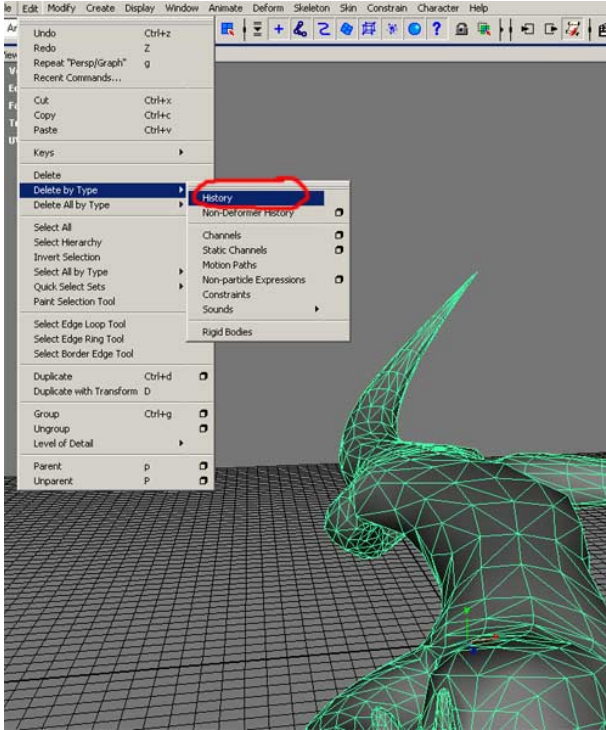 le Edit Modify Create Display Window Animate Deform Skeleton Skin Constrain Character Help
Undo Ctrl+z
Redo Z
Repeat "Persp/Graph" g
Recent Commands...
Cut Ctrl+x
Copy Ctrl+c
Paste Ctrl+v
Keys
Delete
Delete by Type
Delete All by Type
Select All
Select Hierarchy
Invert Selection
Select All by Type
Quick Select Sets
Paint Selection Tool
Select Edge Loop Tool
Select Edge Ring Tool
Select Border Edge Tool
Duplicate Ctrl+d
Duplicate with Transform D
Group Ctrl+g
Ungroup
Level of Detail
Parent p
Unparent P
History
Non-Deformer History
Channels
Static Channels
Motion Paths
Non-particle Expressions
Constraints
Sounds
Rigid Bodies